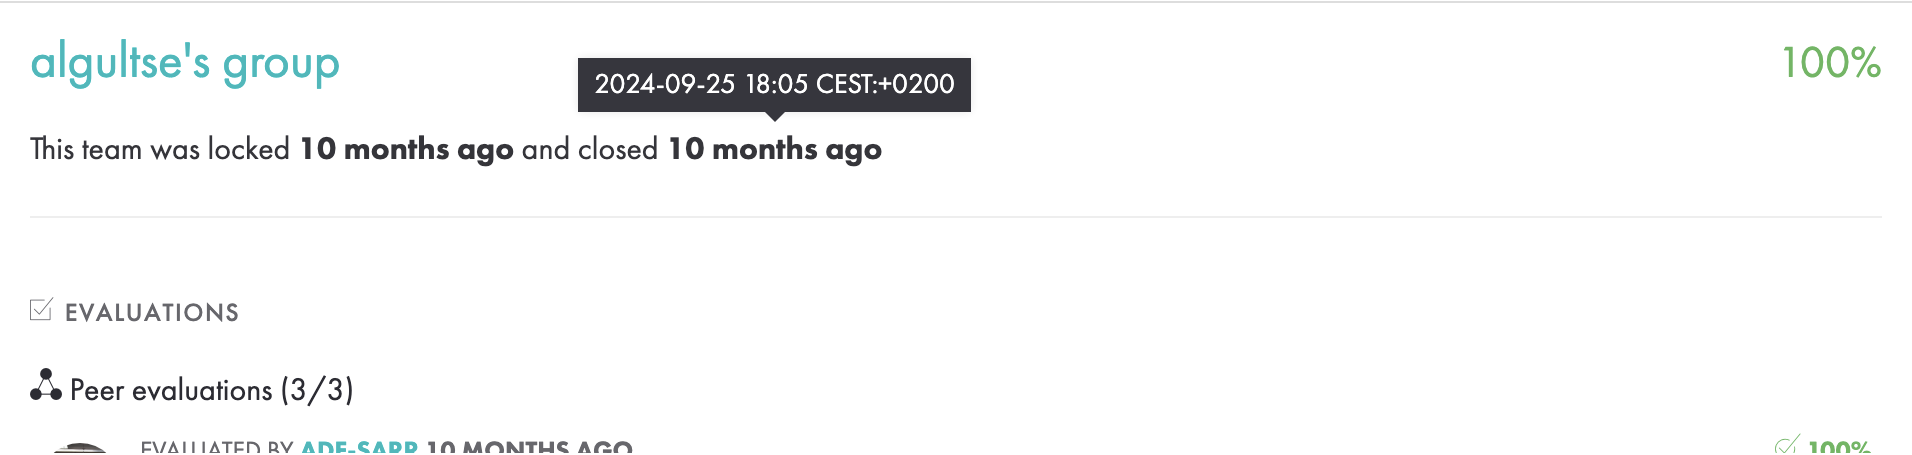 algultse's group
100%
2024-09-25 18:05 CEST:+0200
This team was locked 10 months ago and closed 10 months ago
EVALUATIONS
Peer evaluations (3/3)
EVALUATED BY ADE-SARR 10 MONTHS AGO
100%